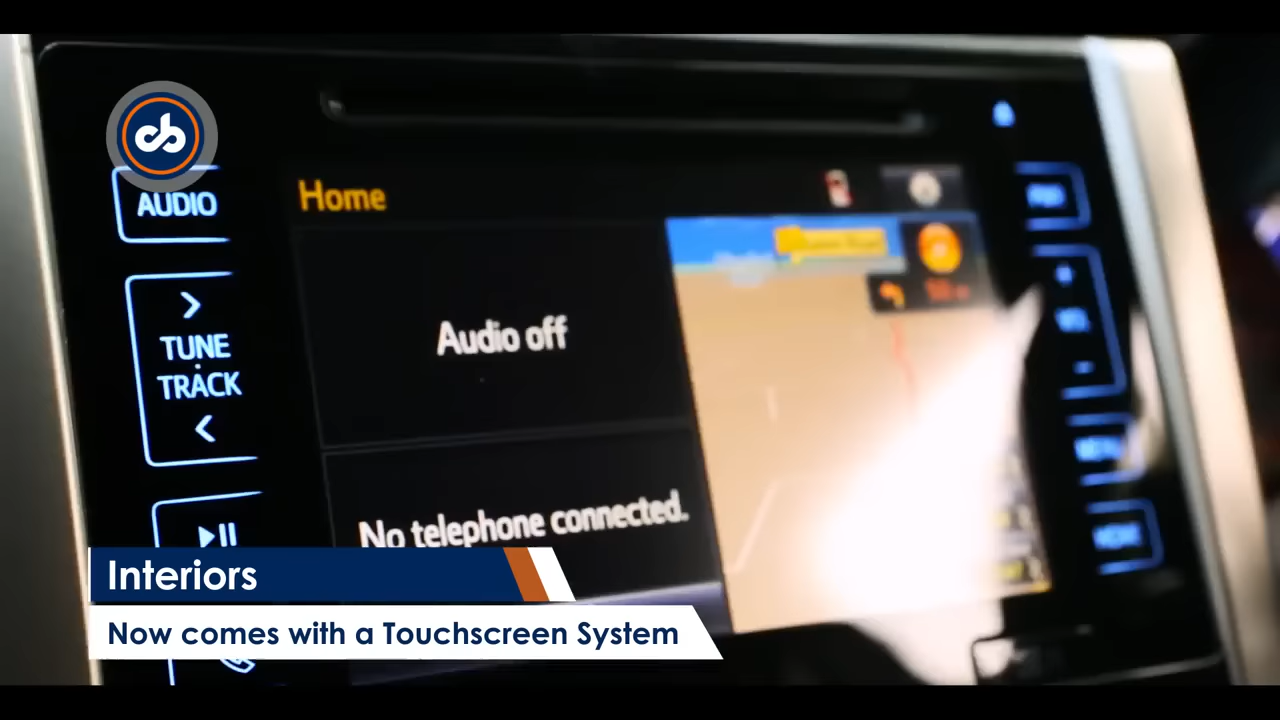 AUDIO
Home
>
TUNE
TRACK
<
Audio off
No telephone connected.
Interiors
Now comes with a Touchscreen System